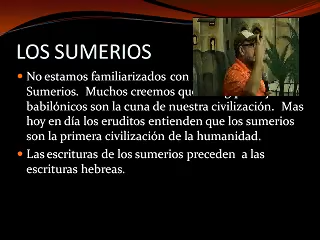 LOS SUMERIOS
No estamos familiarizados con
Sumerios. Muchos creemos que
babilónicos son la cuna de nuestra civilización. Mas
hoy en día los eruditos entienden que los sumerios
son la primera civilización de la humanidad.
Las escrituras de los sumerios preceden a las
escrituras hebreas.